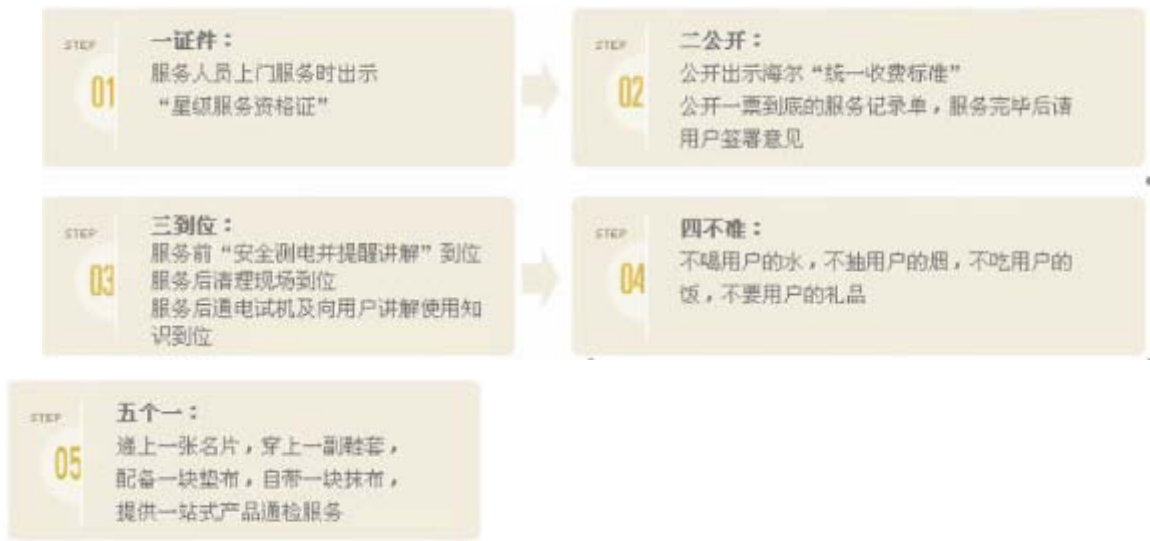 STEP
01
一证件：
服务人员上门服务时出示
“星级服务资格证”
STEP
02
二公开：
公开出示海尔“统一收费标准”
公开一票到底的服务记录单，服务完毕后请
用户签署意见
STEP
03
三到位：
服务前“安全测电并提醒讲解”到位
服务后清理现场到位
服务后通电试机及向用户讲解使用知
识到位
STEP
04
四不准：
不喝用户的水，不抽用户的烟，不吃用户的
饭，不要用户的礼品
STEP
05
五个一：
递上一张名片，穿上一副鞋套，
配备一块垫布，自带一块抹布，
提供一站式产品通检服务